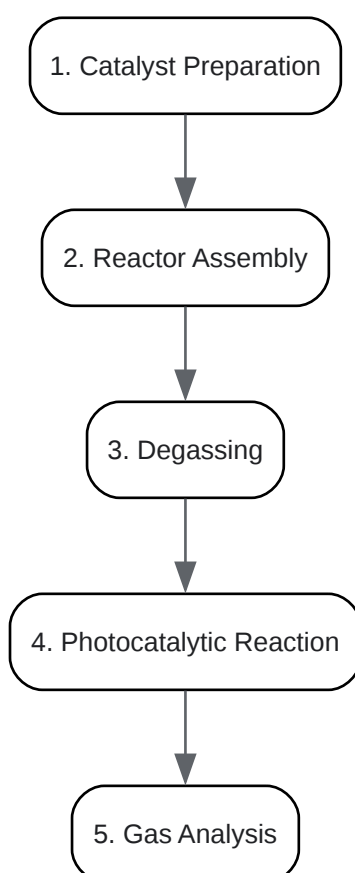 1. Catalyst Preparation
2. Reactor Assembly
3. Degassing
4. Photocatalytic Reaction
5. Gas Analysis